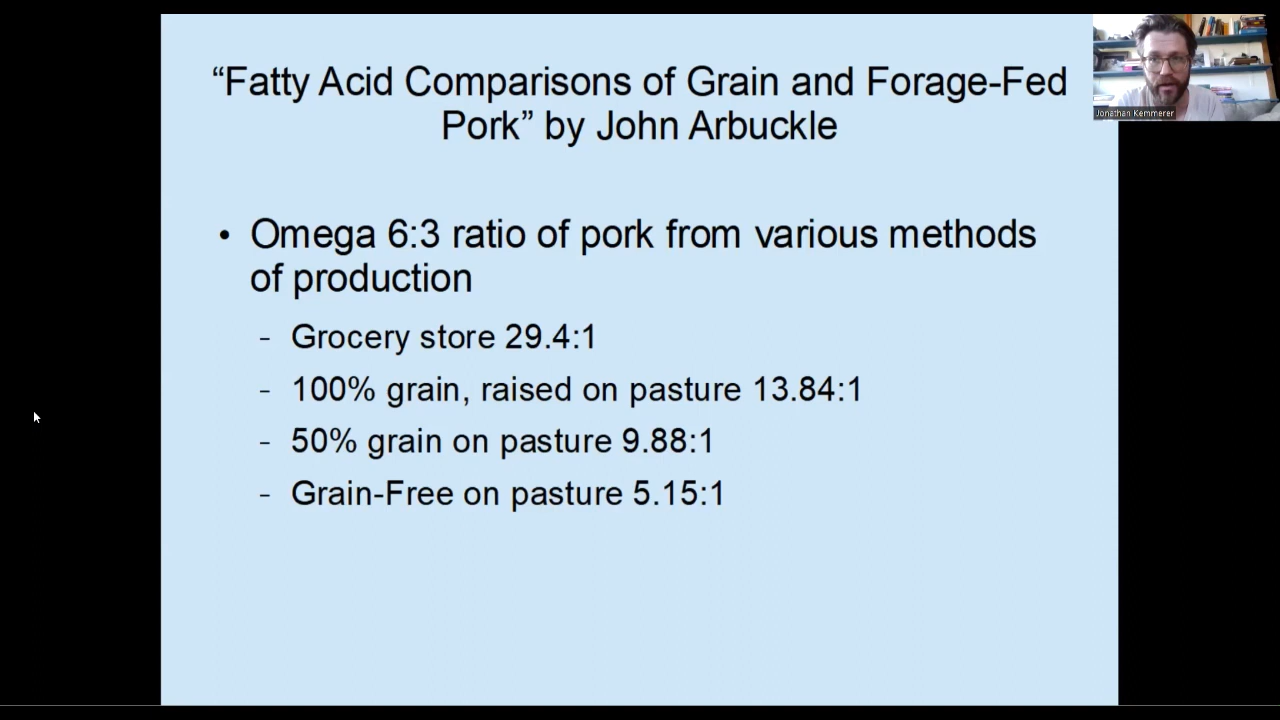 “Fatty Acid Comparisons of Grain and Forage-Fed
Pork” by John Arbuckle
Jonathan Kemmerer
• Omega 6:3 ratio of pork from various methods
of production
– Grocery store 29.4:1
– 100% grain, raised on pasture 13.84:1
– 50% grain on pasture 9.88:1
– Grain-Free on pasture 5.15:1